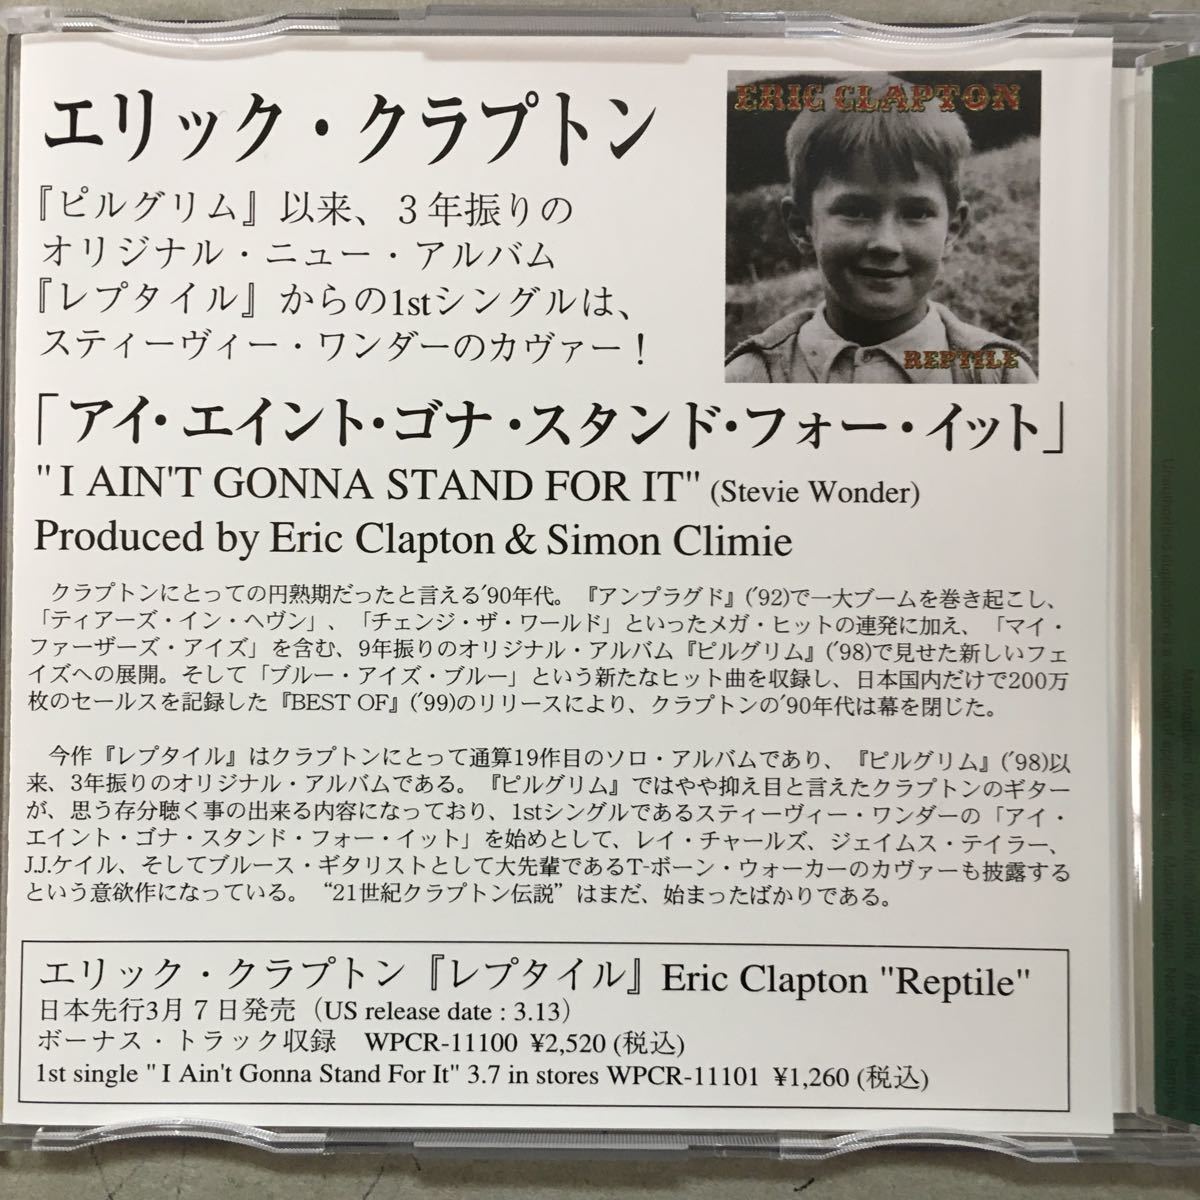 エリック・クラプトン
ERIC CLAPTON
REPTILE
『ピルグリム』以来、３年振りの
オリジナル・ニュー・アルバム
『レプタイル』からの1stシングルは、
スティーヴィー・ワンダーのカヴァー！
「アイ・エイント・ゴナ・スタンド・フォー・イット」
"I AIN'T GONNA STAND FOR IT" (Stevie Wonder)
Produced by Eric Clapton & Simon Climie
クラプトンにとっての円熟期だったと言える'90年代。『アンプラグド』('92)で一大ブームを巻き起こし、
「ティアーズ・イン・ヘヴン」、「チェンジ・ザ・ワールド」といったメガ・ヒットの連発に加え、「マイ・
ファーザーズ・アイズ」を含む、9年振りのオリジナル・アルバム『ピルグリム』('98)で見せた新しいフェ
イズへの展開。そして「ブルー・アイズ・ブルー」という新たなヒット曲を収録し、日本国内だけで200万
枚のセールスを記録した『BEST OF』('99)のリリースにより、クラプトンの'90年代は幕を閉じた。
今作『レプタイル』はクラプトンにとって通算19作目のソロ・アルバムであり、『ピルグリム』('98)以
来、3年振りのオリジナル・アルバムである。『ピルグリム』ではやや抑え目と言えたクラプトンのギター
が、思う存分聴く事の出来る内容になっており、1stシングルであるスティーヴィー・ワンダーの「アイ・
エイント・ゴナ・スタンド・フォー・イット」を始めとして、レイ・チャールズ、ジェイムス・テイラー、
J.J.ケイル、そしてブルース・ギタリストとして大先輩であるT-ボーン・ウォーカーのカヴァーも披露する
という意欲作になっている。“21世紀クラプトン伝説”はまだ、始まったばかりである。
エリック・クラプトン『レプタイル』Eric Clapton "Reptile"
日本先行3月７日発売（US release date : 3.13）
ボーナス・トラック収録 WPCR-11100 ¥2,520 (税込)
1st single "I Ain't Gonna Stand For It" 3.7 in stores WPCR-11101 ¥1,260 (税込)